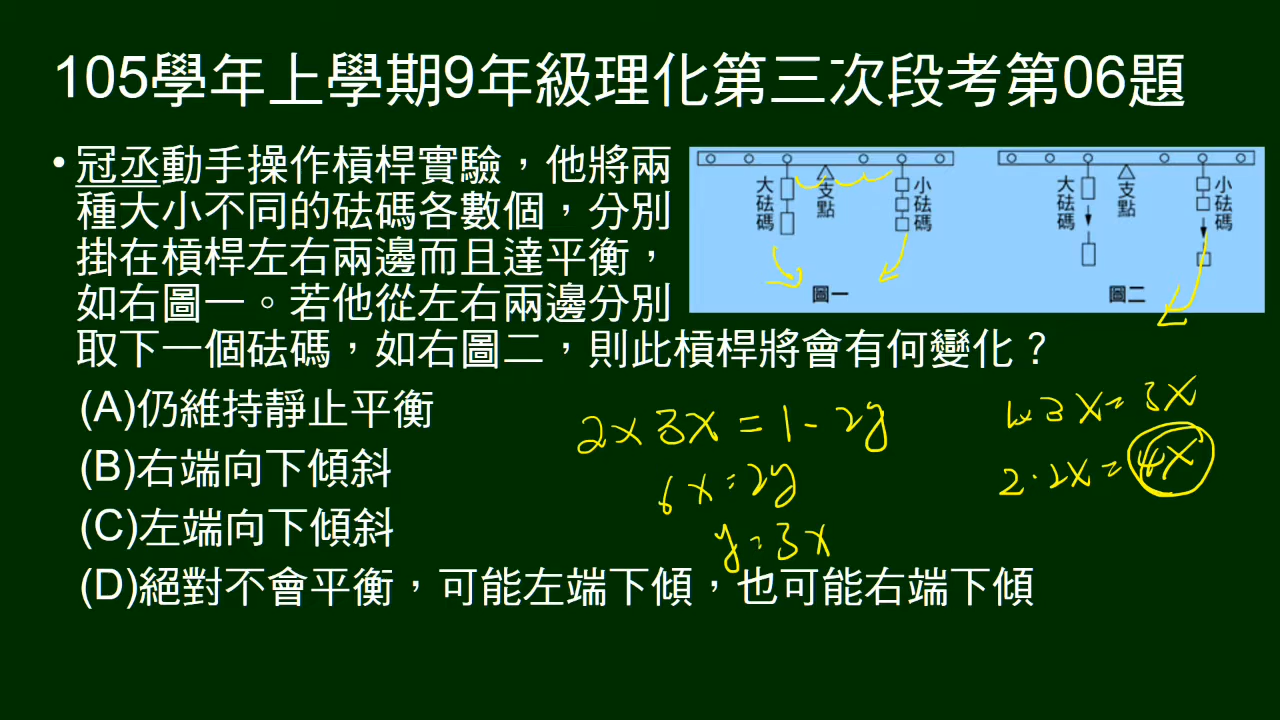 105學年上學期9年級理化第三次段考第06題
• 冠丞動手操作槓桿實驗，他將兩
種大小不同的砝碼各數個，分別
掛在槓桿左右兩邊而且達平衡，
如右圖一。若他從左右兩邊分別
取下一個砝碼，如右圖二，則此槓桿將會有何變化？
大砝碼
支點
小砝碼
圖一
大砝碼
支點
小砝碼
圖二
(A)仍維持靜止平衡
(B)右端向下傾斜
(C)左端向下傾斜
(D)絕對不會平衡，可能左端下傾，也可能右端下傾
2×3x=1-2y
6x=2y
y=3x
1×3x=3x
2·2x=4x